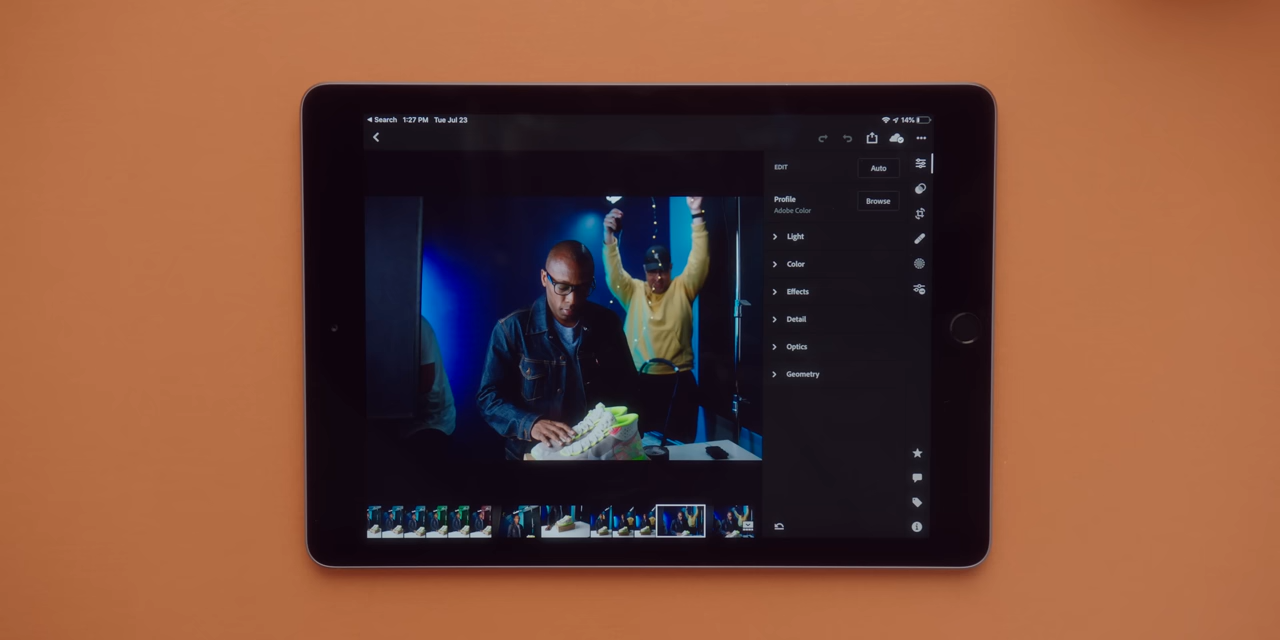 ◀ Search 1:27 PM Tue Jul 23 14%
EDIT Auto
Profile
Adobe Color
Browse
Light
Color
Effects
Detail
Optics
Geometry